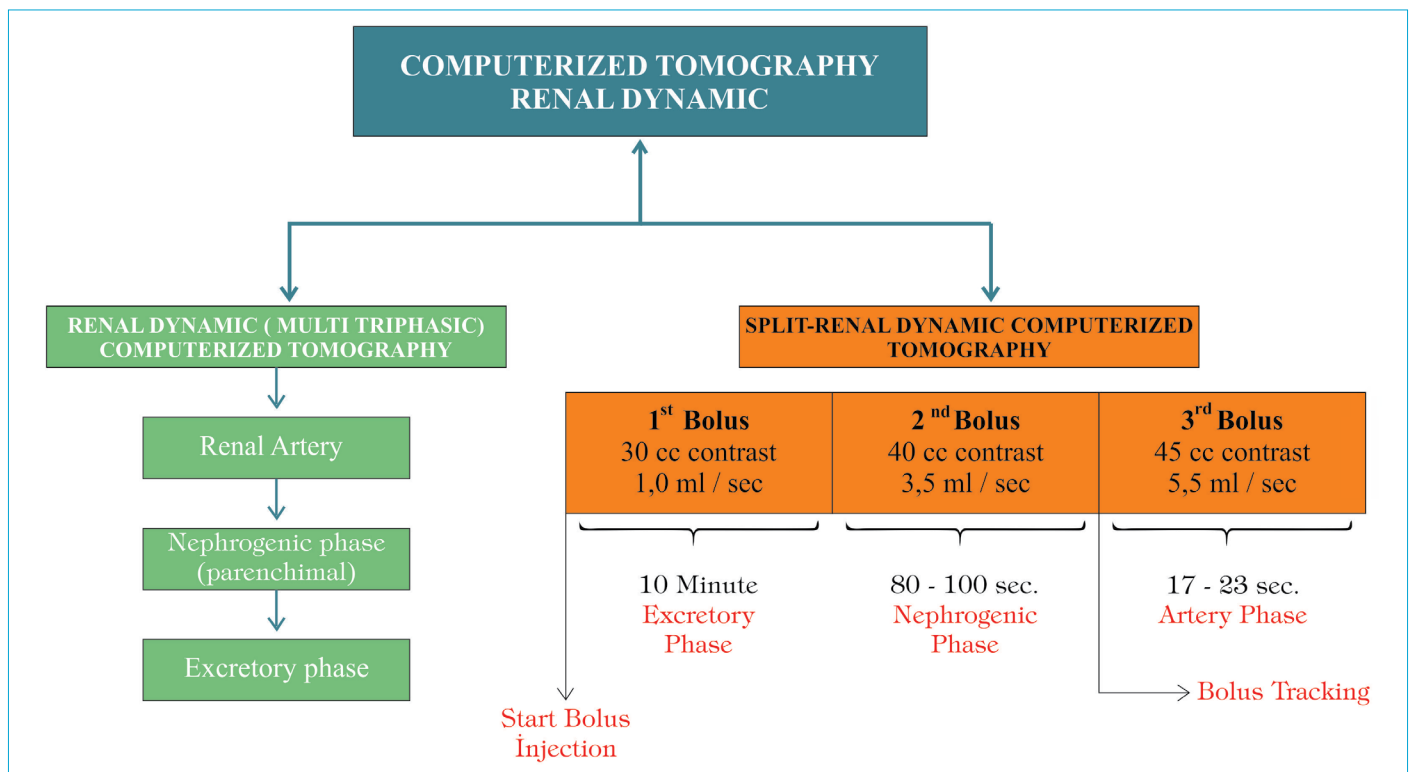 COMPUTERIZED TOMOGRAPHY
RENAL DYNAMIC
RENAL DYNAMIC ( MULTI TRIPHASIC)
COMPUTERIZED TOMOGRAPHY
Renal Artery
Nephrogenic phase
(parenchimal)
Excretory phase
SPLIT-RENAL DYNAMIC COMPUTERIZED
TOMOGRAPHY
1st Bolus
30 cc contrast
1,0 ml / sec
2 nd Bolus
40 cc contrast
3,5 ml / sec
3rd Bolus
45 cc contrast
5,5 ml / sec
10 Minute
Excretory
Phase
80 - 100 sec.
Nephrogenic
Phase
17 - 23 sec.
Artery Phase
Start Bolus
İnjection
Bolus Tracking